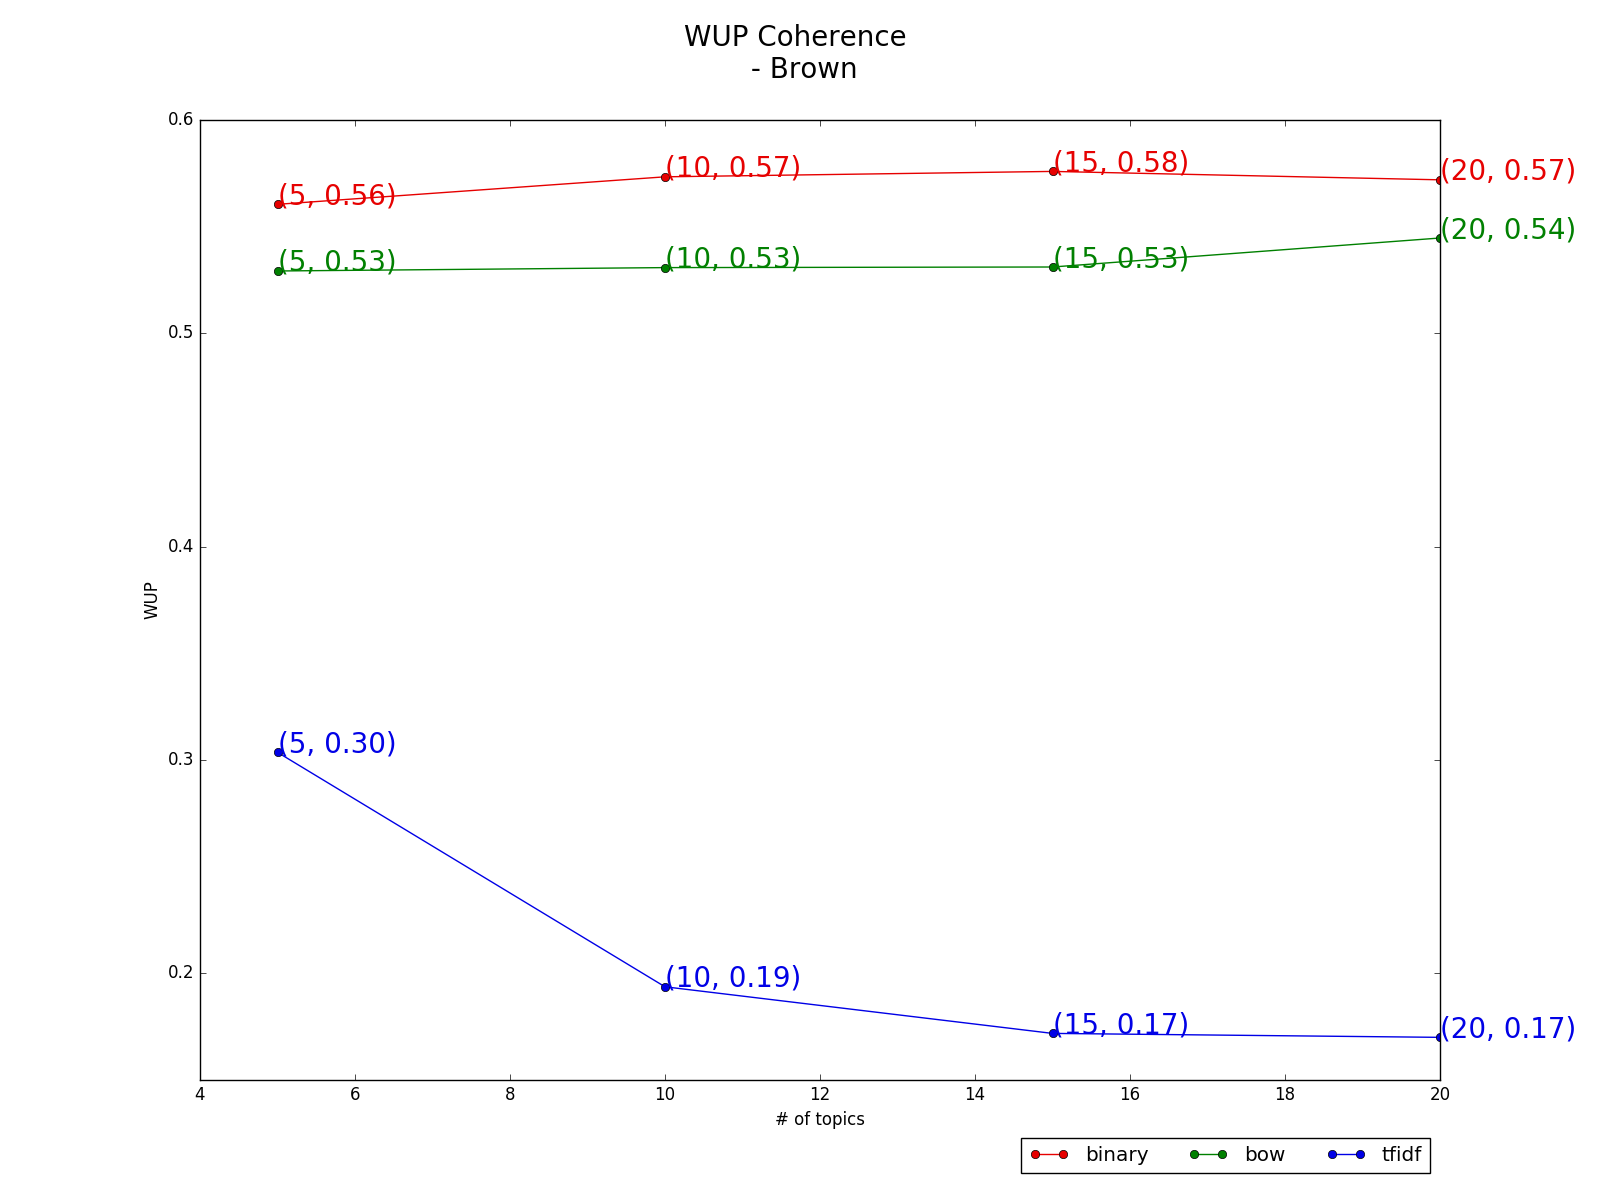 WUP Coherence
- Brown
0.6
0.5
0.4
0.3
0.2
WUP
(5, 0.56)
(10, 0.57)
(15, 0.58)
(20, 0.57)
(5, 0.53)
(10, 0.53)
(15, 0.53)
(20, 0.54)
(5, 0.30)
(10, 0.19)
(15, 0.17)
(20, 0.17)
4 6 8 10 12 14 16 18 20
# of topics
binary bow tfidf